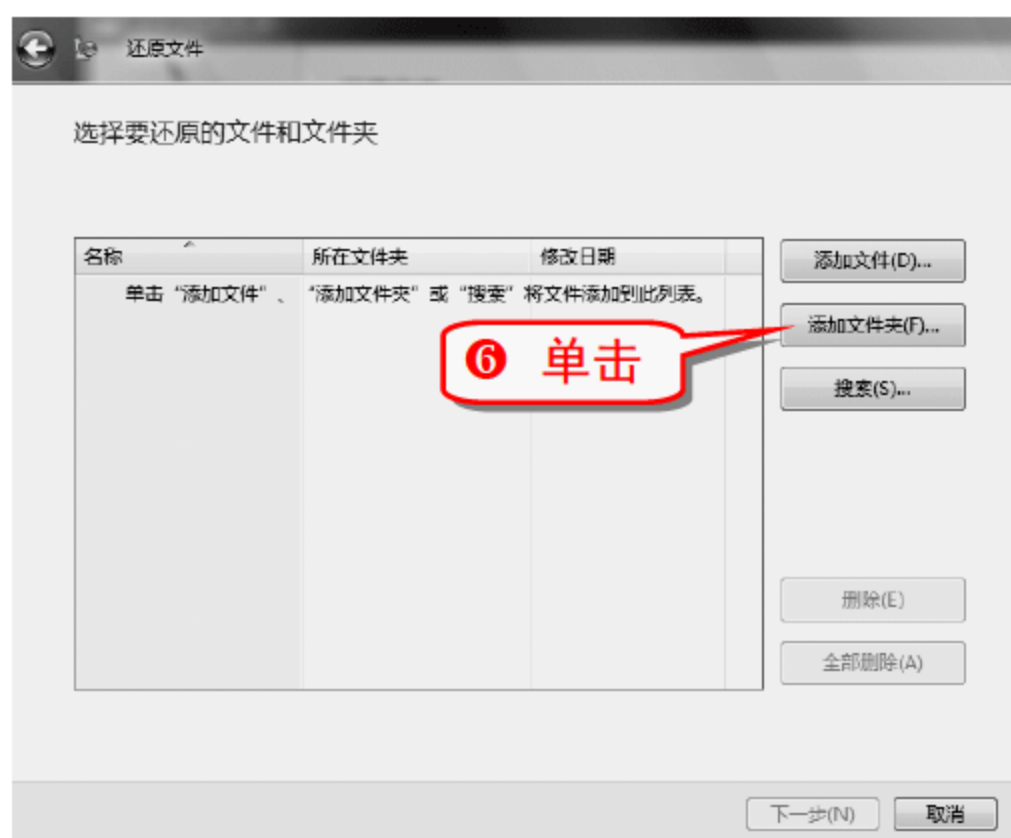 还原文件
选择要还原的文件和文件夹
名称 所在文件夹 修改日期
单击“添加文件”、“添加文件夹”或“搜索”将文件添加到此列表。
添加文件(D)...
添加文件夹(F)...
❻ 单击
搜索(S)...
删除(E)
全部删除(A)
下一步(N) 取消